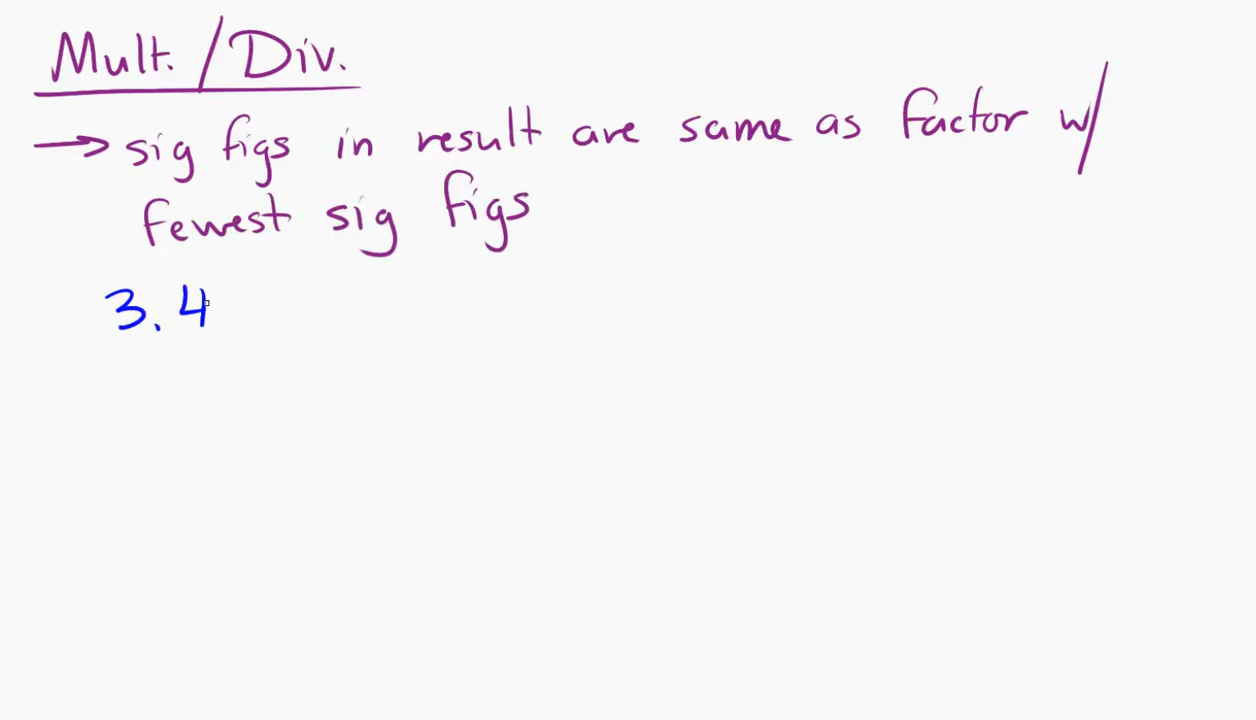 Mult./Div.
→ sig figs in result are same as factor w/
fewest sig figs
3.4